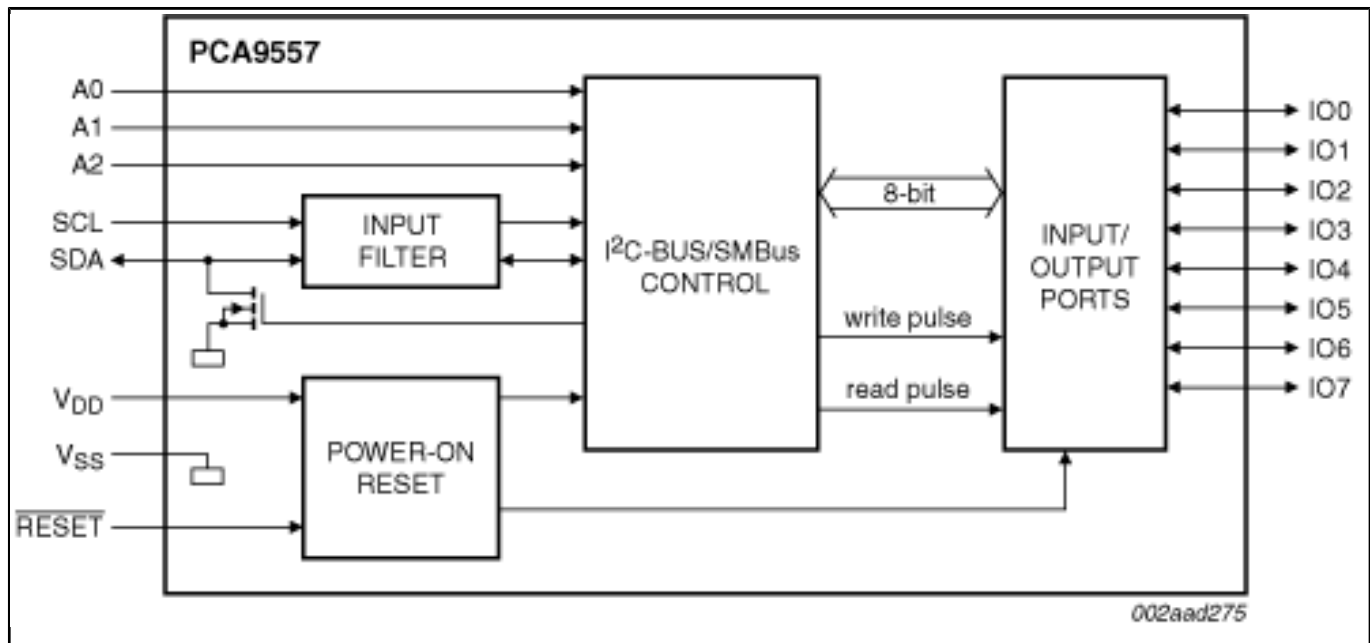 PCA9557
A0
A1
A2
SCL
SDA
VDD
VSS
RESET
INPUT
FILTER
POWER-ON
RESET
I2C-BUS/SMBus
CONTROL
8-bit
write pulse
read pulse
INPUT/
OUTPUT
PORTS
IO0
IO1
IO2
IO3
IO4
IO5
IO6
IO7
002aad275